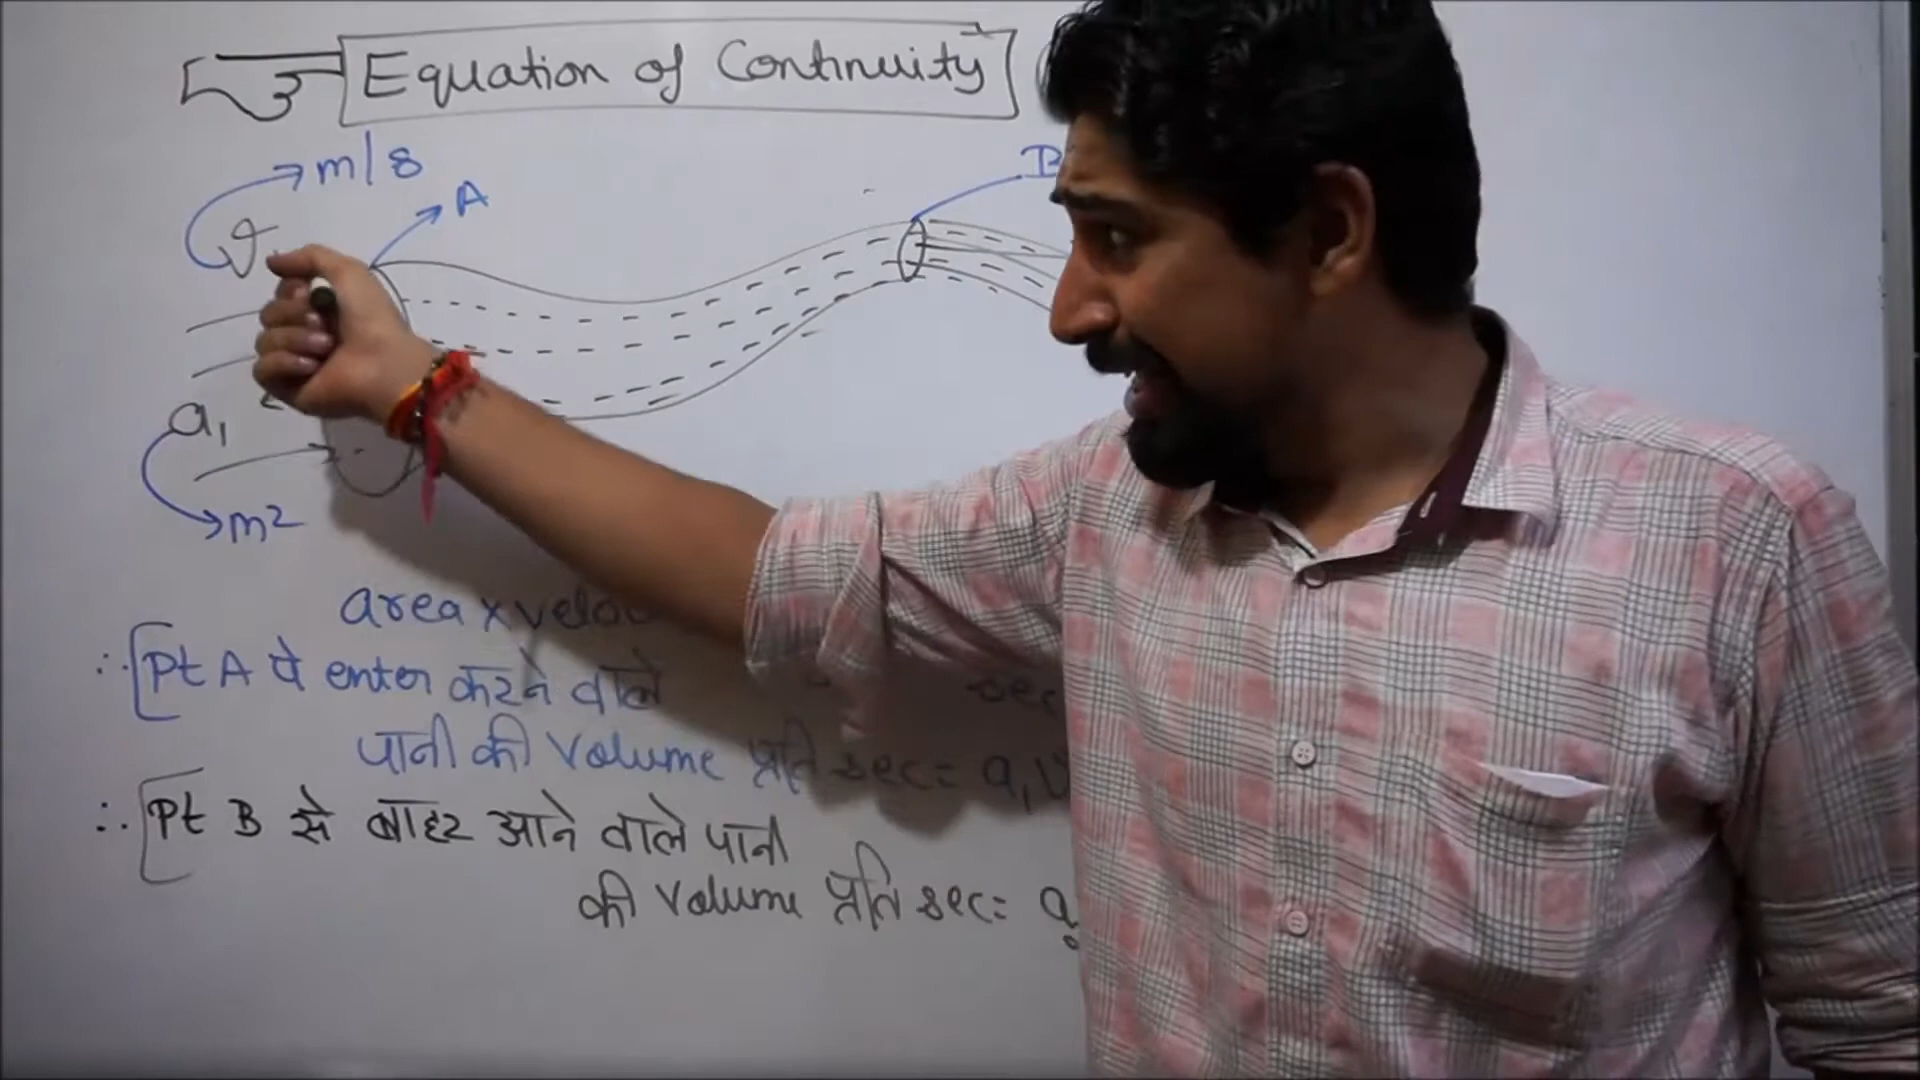 Equation of Continuity
m/s
A
B
v
a₁
m2
area x velo
∴ Pt A पे enter करने वाले
sec
पानी की volume प्रति sec = a₁v
∴ Pt B से बाहर आने वाले पानी
की volume प्रति sec = a